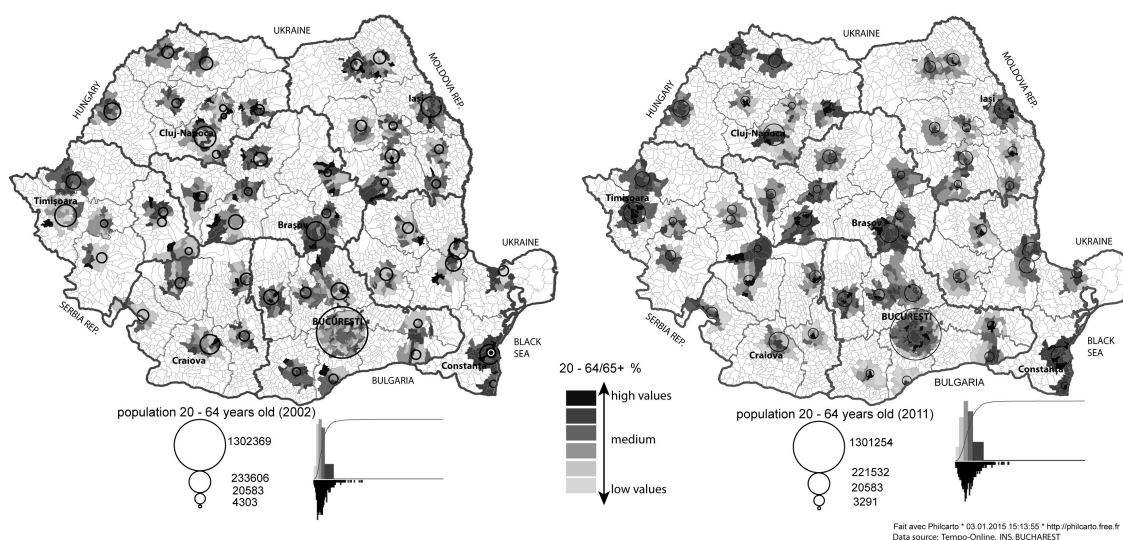 UKRAINE
MOLDOVA REP.
HUNGARY
Iași
Cluj-Napoca
Timișoara
Brașov
UKRAINE
SERBIA REP.
BUCUREȘTI
BLACK
SEA
Craiova
Constanța
BULGARIA
population 20 - 64 years old (2002)
1302369
233606
20583
4303
20 - 64/65+ %
high values
medium
low values
UKRAINE
MOLDOVA REP.
HUNGARY
Iași
Cluj-Napoca
Timișoara
Brașov
UKRAINE
SERBIA REP.
BUCUREȘTI
BLACK
SEA
Craiova
Constanța
BULGARIA
population 20 - 64 years old (2011)
1301254
221532
20583
3291
Fait avec Philcarto * 03.01.2015 15:13:55 * http://philcarto.free.fr
Data source: Tempo-Online, INS, BUCHAREST